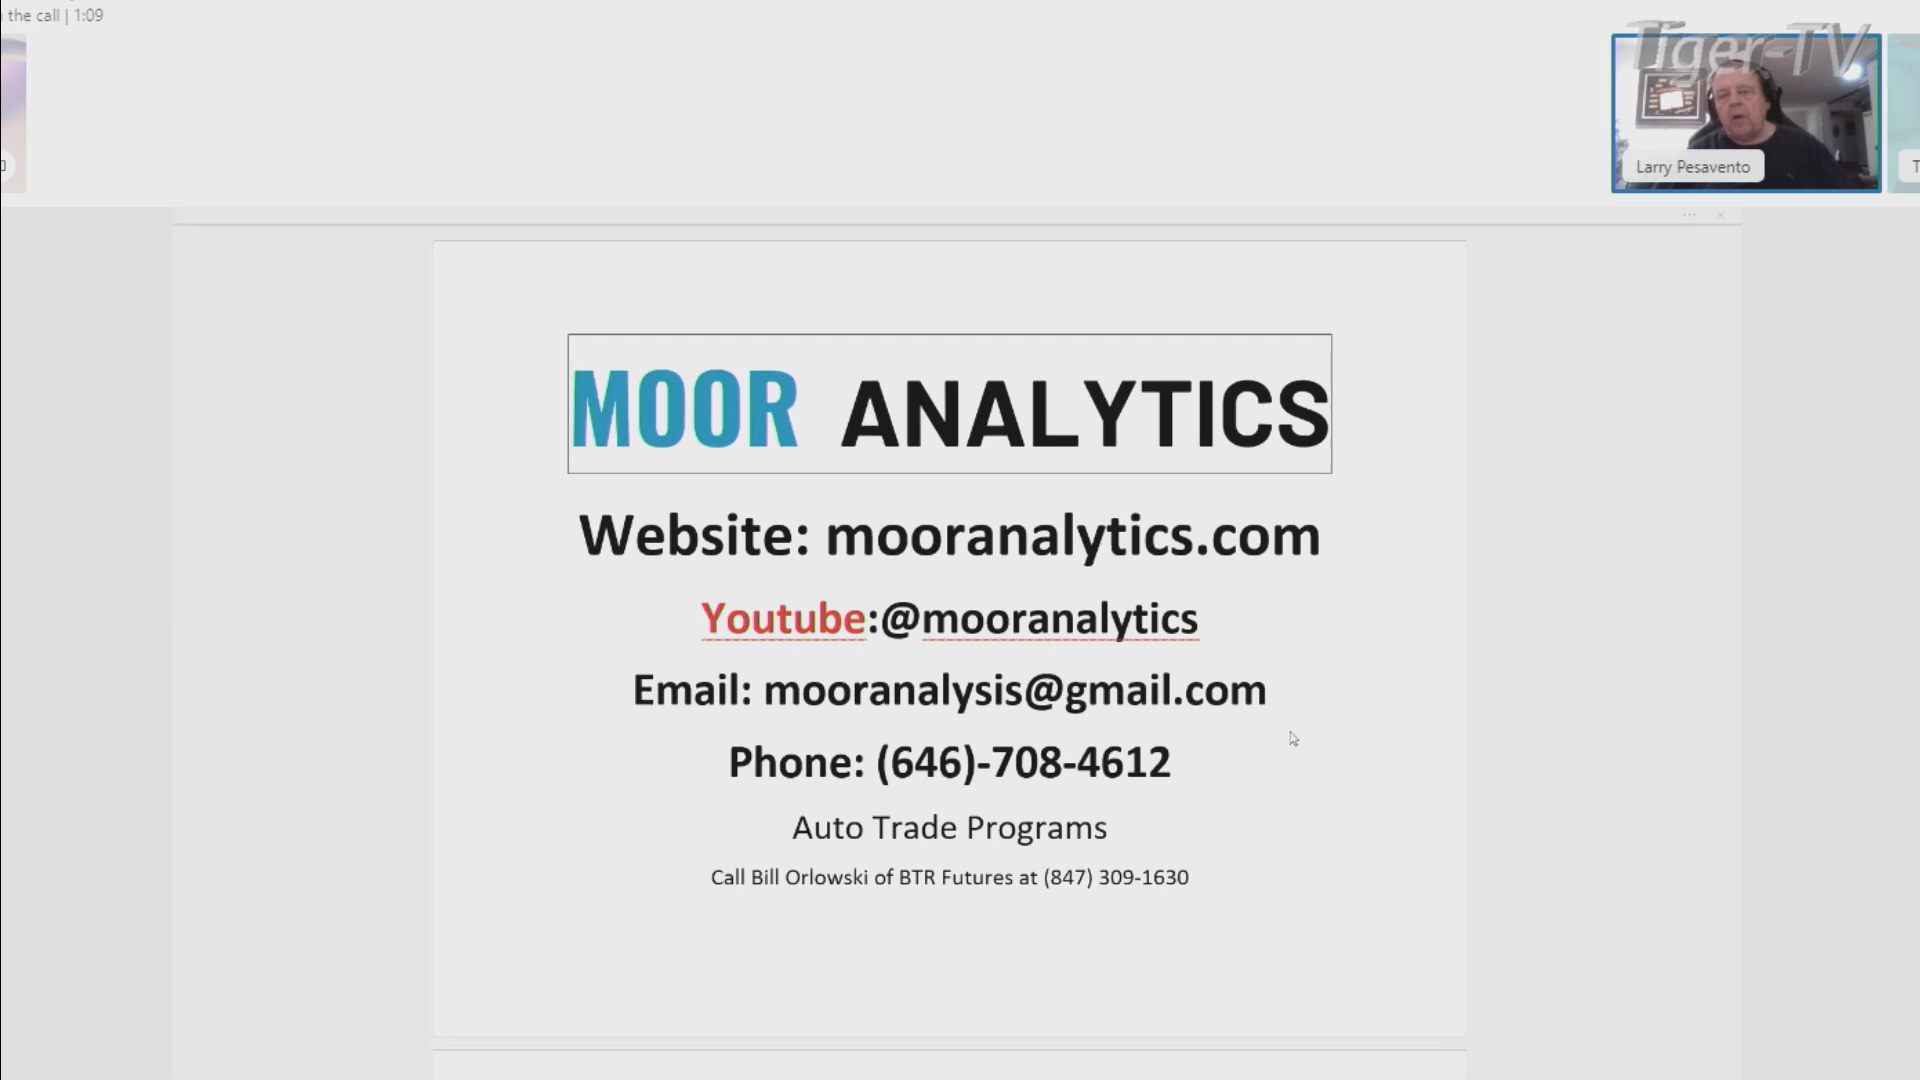 the call | 1:09
Tiger-TV
Larry Pesavento
T
MOOR ANALYTICS
Website: mooranalytics.com
Youtube:@mooranalytics
Email: mooranalysis@gmail.com
Phone: (646)-708-4612
Auto Trade Programs
Call Bill Orlowski of BTR Futures at (847) 309-1630